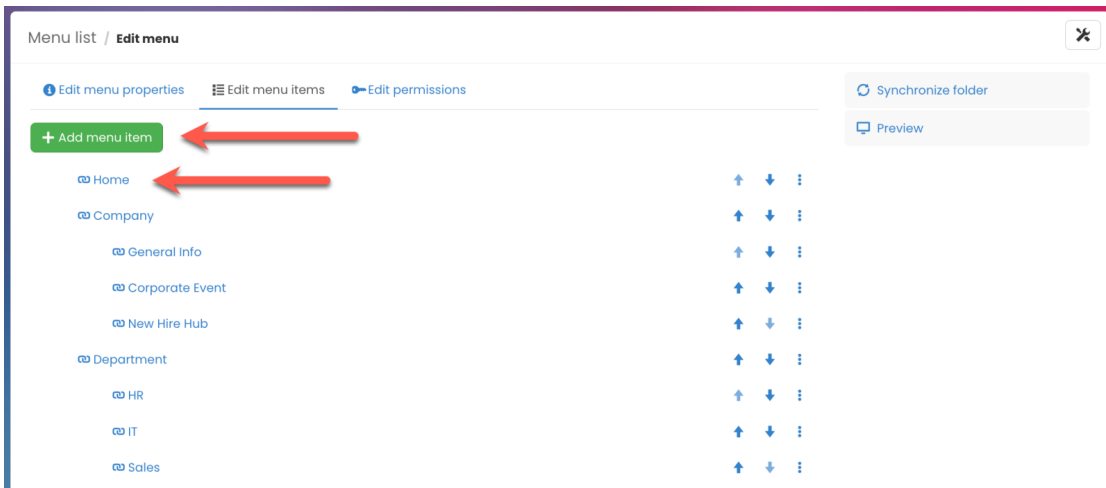 Menu list / Edit menu
Edit menu properties Edit menu items Edit permissions Synchronize folder
Preview
+ Add menu item
Home
Company
General Info
Corporate Event
New Hire Hub
Department
HR
IT
Sales